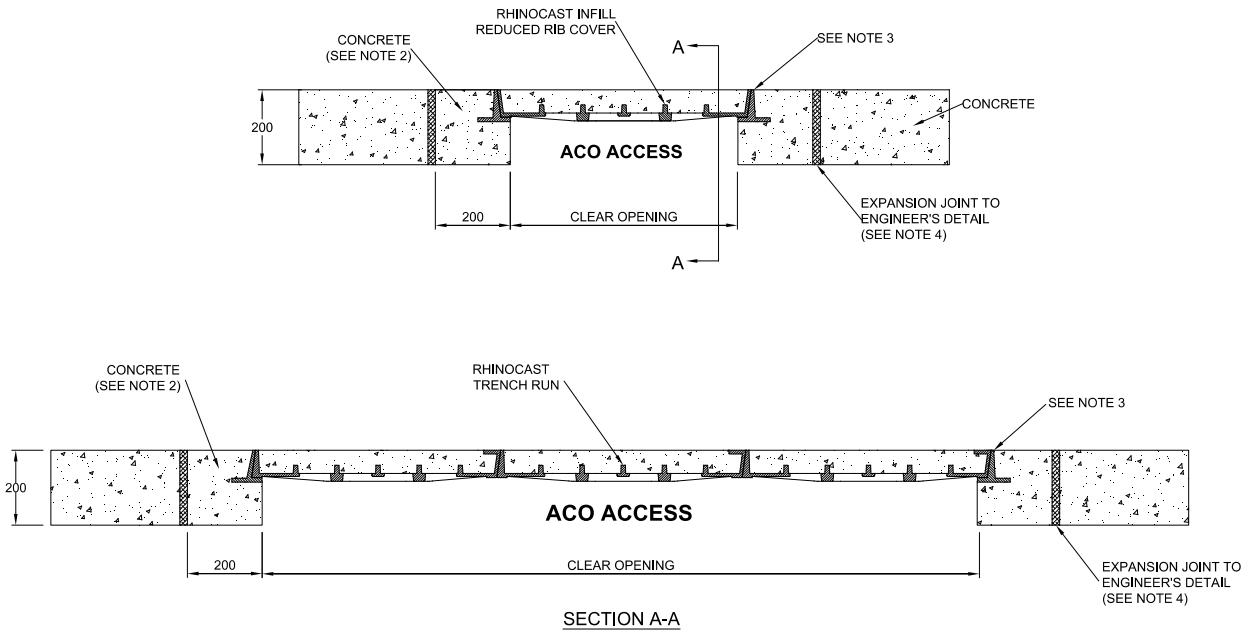 RHINOCAST INFILL
REDUCED RIB COVER
CONCRETE
(SEE NOTE 2)
A
SEE NOTE 3
CONCRETE
200
ACO ACCESS
EXPANSION JOINT TO
ENGINEER'S DETAIL
(SEE NOTE 4)
200
CLEAR OPENING
A
CONCRETE
(SEE NOTE 2)
RHINOCAST
TRENCH RUN
SEE NOTE 3
200
ACO ACCESS
200
CLEAR OPENING
EXPANSION JOINT TO
ENGINEER'S DETAIL
(SEE NOTE 4)
SECTION A-A